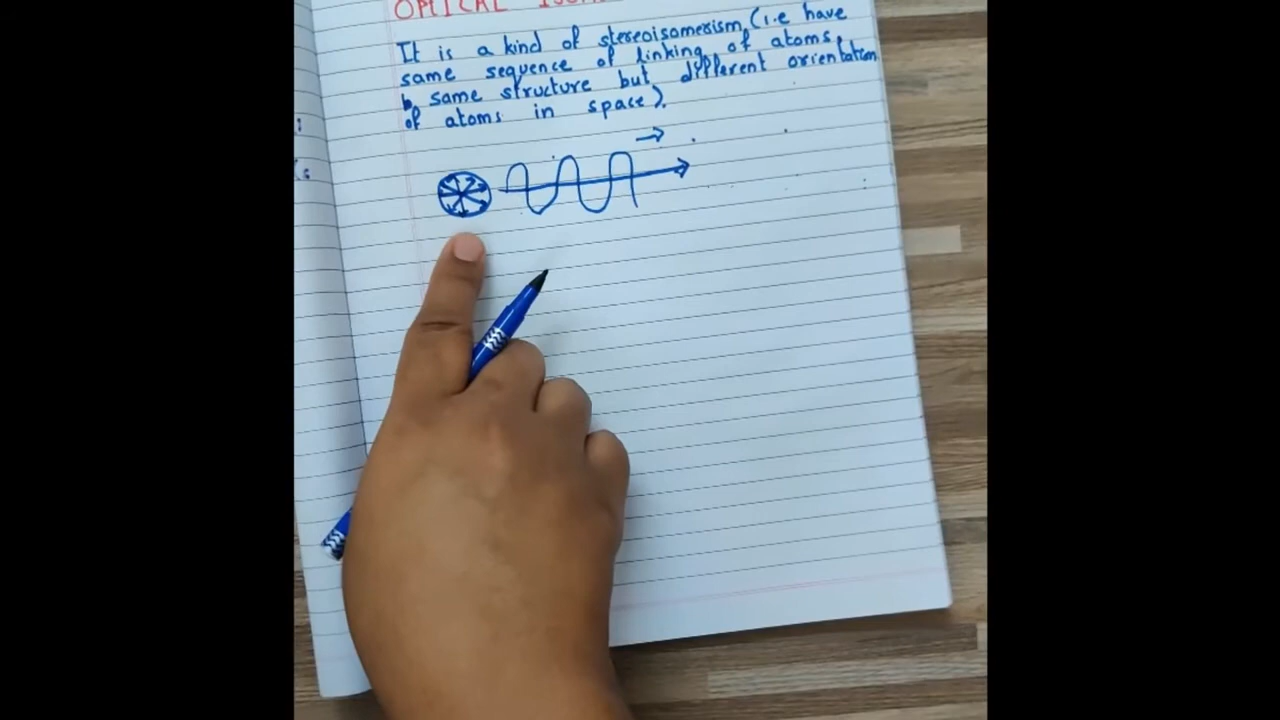 OPTICAL
It is a kind of stereoisomerism, (i.e have
same sequence of linking of atoms,
same structure but different orientation
of atoms in space).